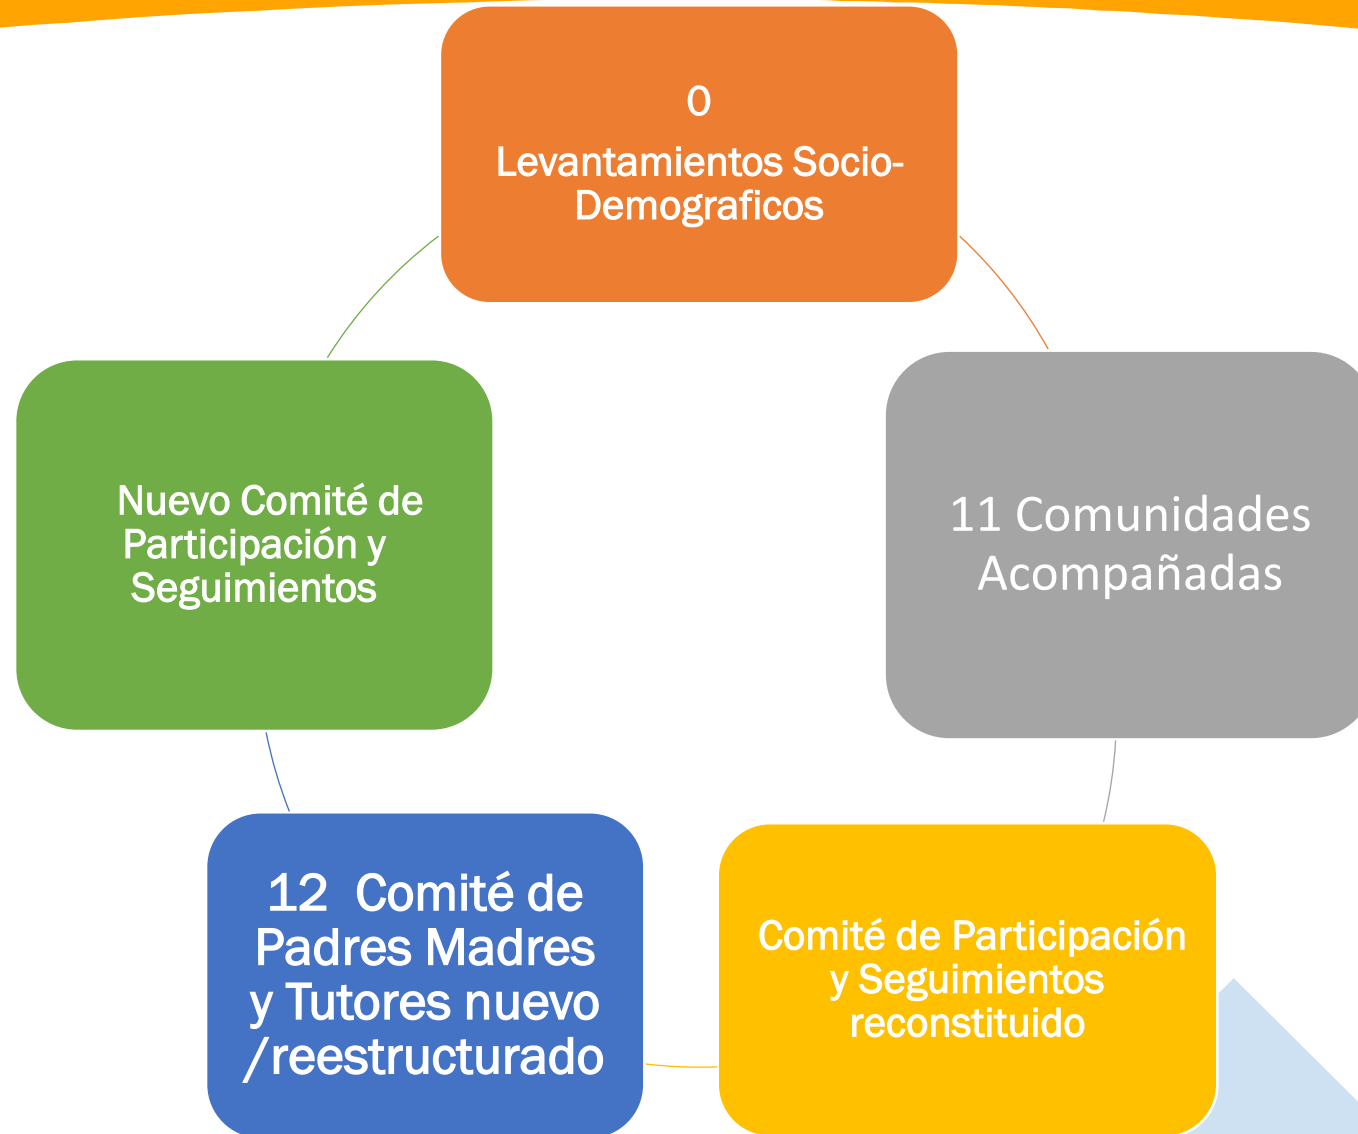 0
Levantamientos Socio-
Demograficos
11 Comunidades
Acompañadas
Comité de Participación
y Seguimientos
reconstituido
12 Comité de
Padres Madres
y Tutores nuevo
/reestructurado
Nuevo Comité de
Participación y
Seguimientos